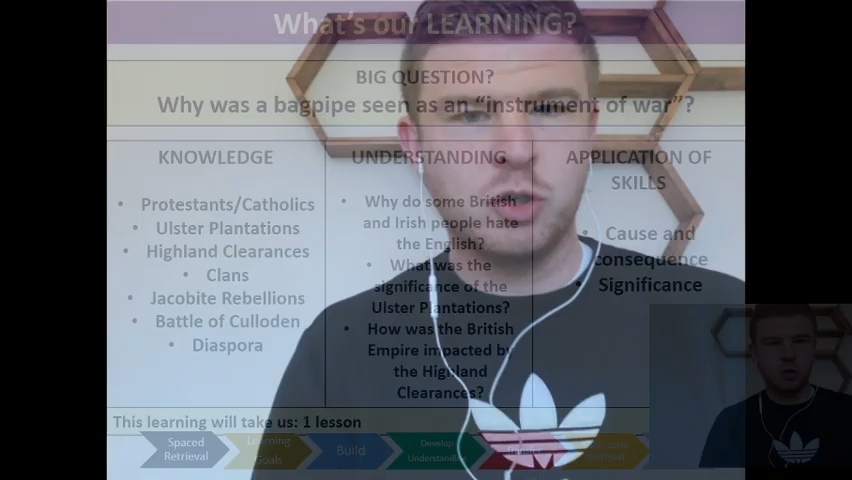 What's our LEARNING?
BIG QUESTION?
Why was a bagpipe seen as an “instrument of war”?
KNOWLEDGE
• Protestants/Catholics
• Ulster Plantations
• Highland Clearances
• Clans
• Jacobite Rebellions
• Battle of Culloden
• Diaspora
UNDERSTANDING
• Why do some British
and Irish people hate
the English?
• What was the
significance of the
Ulster Plantations?
• How was the British
Empire impacted by
the Highland
Clearances?
APPLICATION OF
SKILLS
• Cause and
consequence
• Significance
This learning will take us: 1 lesson
Spaced
Retrieval
Learning
Goals
Build
Develop
Understanding